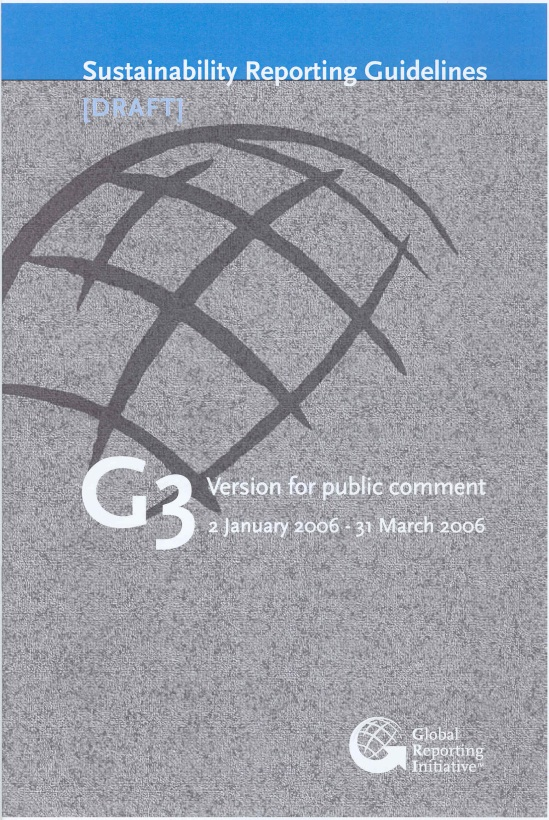 Sustainability Reporting Guidelines
[DRAFT]
G3
Version for public comment
2 January 2006 - 31 March 2006
Global
Reporting
Initiative™